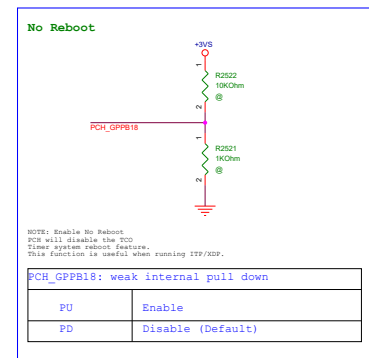 No Reboot
+3VS
1
R2522
10KOhm
@
2
PCH_GPPB18
1
R2521
1KOhm
@
2
NOTE: Enable No Reboot
PCH will disable the TCO
Timer system reboot feature.
This function is useful when running ITP/XDP.
PCH_GPPB18: weak internal pull down
PU Enable
PD Disable (Default)